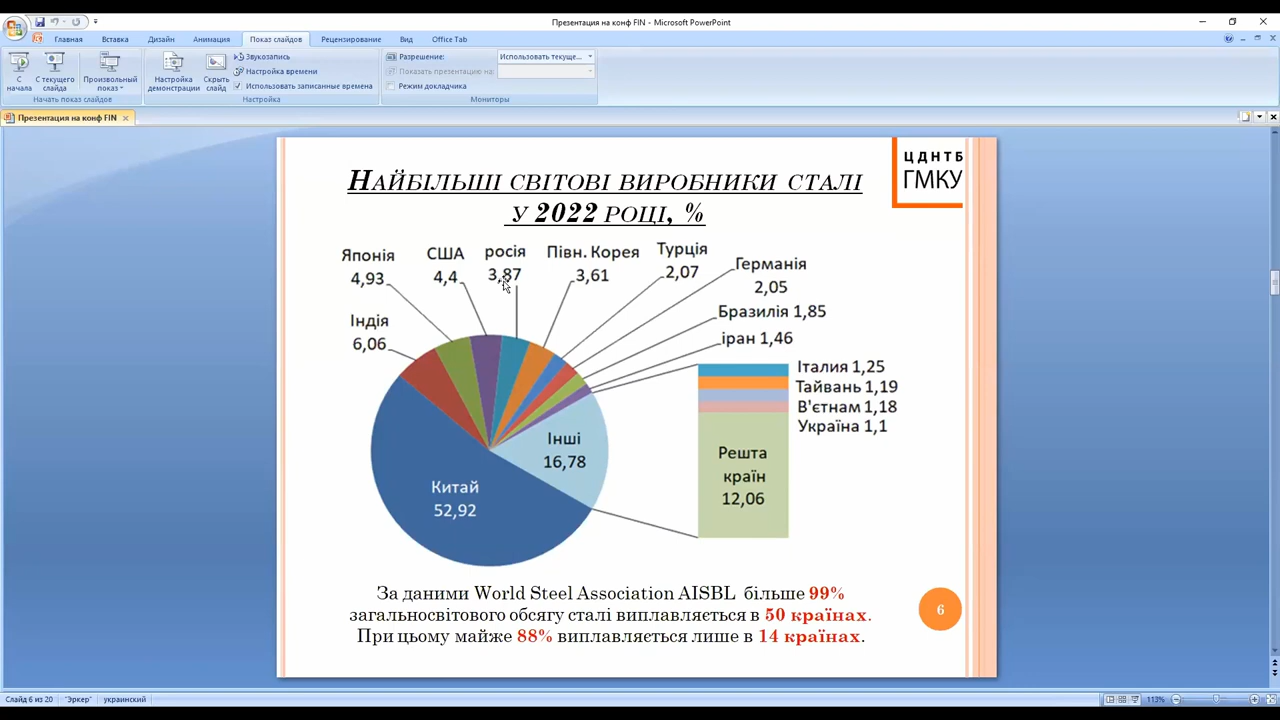 Презентация на конф FIN - Microsoft PowerPoint
Главная Вставка Дизайн Анимация Показ слайдов Рецензирование Вид Office Tab
С начала
С текущего слайда
Произвольный показ
Начать показ слайдов
Настройка демонстрации
Скрыть слайд
Звукозапись
Настройка времени
Использовать записанные времена
Настройка
Разрешение: Использовать текуще...
Показать презентацию на:
Режим докладчика
Мониторы
Презентация на конф FIN
ЦДНТБ
ГМКУ
НАЙБІЛЬШІ СВІТОВІ ВИРОБНИКИ СТАЛІ
У 2022 РОЦІ, %
Японія
4,93
США
4,4
росія
3,87
Півн. Корея
3,61
Турція
2,07
Германія
2,05
Бразилія 1,85
іран 1,46
Індія
6,06
Італия 1,25
Тайвань 1,19
В'єтнам 1,18
Україна 1,1
Інші
16,78
Решта
країн
12,06
Китай
52,92
За даними World Steel Association AISBL більше 99%
загальносвітового обсягу сталі виплавляється в 50 країнах.
При цьому майже 88% виплавляється лише в 14 країнах.
6
Слайд 6 из 20 "Эркер" украинский 113%